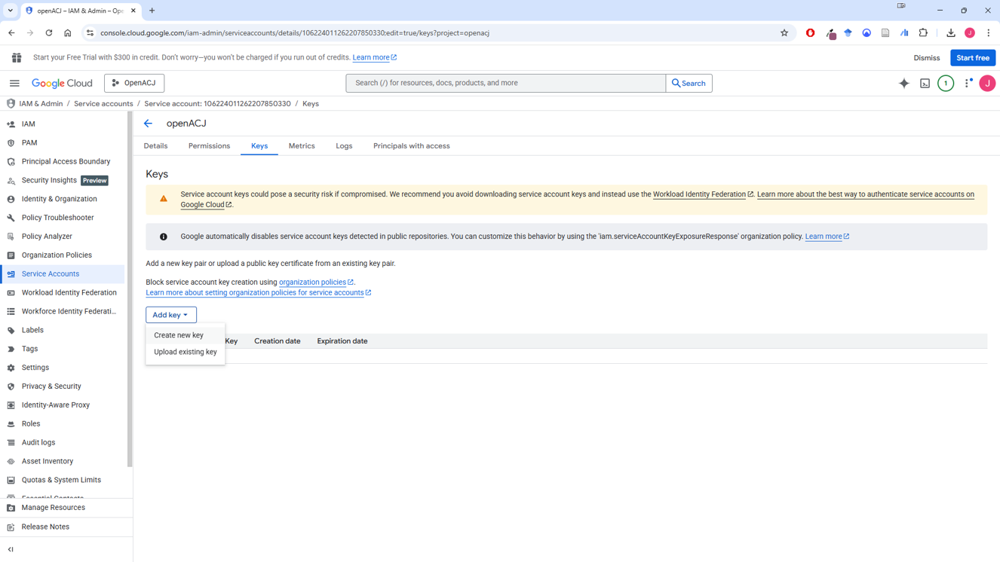 openACJ – IAM & Admin – Ope
console.cloud.google.com/iam-admin/serviceaccounts/details/106224011262207850330;edit=true/keys?project=openacj
J
Start your Free Trial with $300 in credit. Don't worry—you won't be charged if you run out of credits. Learn more
Dismiss
Start free
Google Cloud
OpenACJ
Search (/) for resources, docs, products, and more
Search
1
J
IAM & Admin / Service accounts / Service account: 106224011262207850330 / Keys
IAM
PAM
Principal Access Boundary
Security Insights Preview
Identity & Organization
Policy Troubleshooter
Policy Analyzer
Organization Policies
Service Accounts
Workload Identity Federation
Workforce Identity Federati...
Labels
Tags
Settings
Privacy & Security
Identity-Aware Proxy
Roles
Audit logs
Asset Inventory
Quotas & System Limits
Essential Contacts
Manage Resources
Release Notes
openACJ
Details
Permissions
Keys
Metrics
Logs
Principals with access
Keys
Service account keys could pose a security risk if compromised. We recommend you avoid downloading service account keys and instead use the Workload Identity Federation. Learn more about the best way to authenticate service accounts on
Google Cloud.
Google automatically disables service account keys detected in public repositories. You can customize this behavior by using the 'iam.serviceAccountKeyExposureResponse' organization policy. Learn more
Add a new key pair or upload a public key certificate from an existing key pair.
Block service account key creation using organization policies.
Learn more about setting organization policies for service accounts
Add key
Create new key
Upload existing key
Key
Creation date
Expiration date